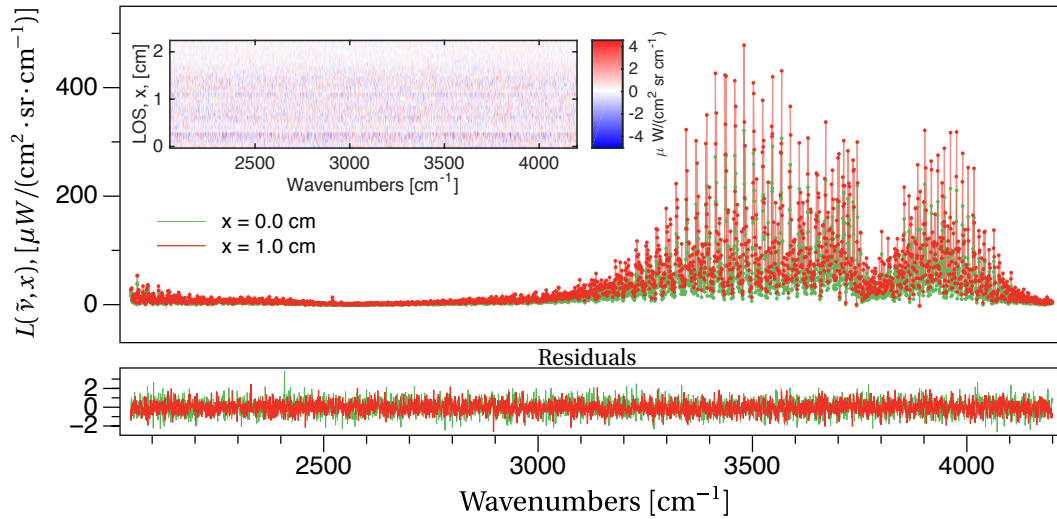 L(ν̃, x), [μW/(cm² · sr · cm⁻¹)]
400
200
0
LOS, x, [cm]
2
1
0
2500 3000 3500 4000
Wavenumbers [cm⁻¹]
4
2
0
-2
-4
μ W/(cm² sr cm⁻¹)
x = 0.0 cm
x = 1.0 cm
Residuals
2
0
−2
2500 3000 3500 4000
Wavenumbers [cm⁻¹]